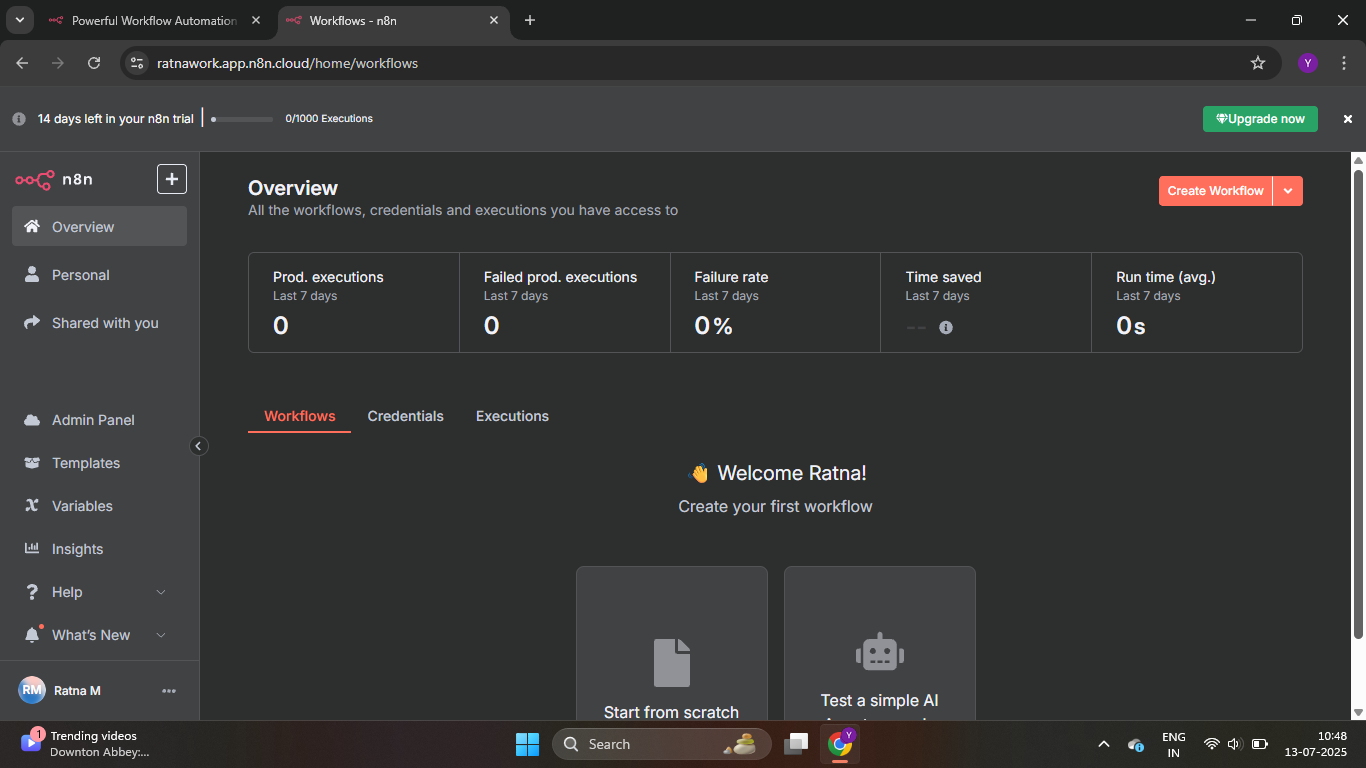 Powerful Workflow Automation
Workflows - n8n
ratnawork.app.n8n.cloud/home/workflows
Y
14 days left in your n8n trial
0/1000 Executions
Upgrade now
n8n
Overview
Personal
Shared with you
Admin Panel
Templates
Variables
Insights
Help
What's New
RM
Ratna M
Overview
All the workflows, credentials and executions you have access to
Create Workflow
Prod. executions
Last 7 days
0
Failed prod. executions
Last 7 days
0
Failure rate
Last 7 days
0%
Time saved
Last 7 days
--
Run time (avg.)
Last 7 days
0s
Workflows
Credentials
Executions
👋 Welcome Ratna!
Create your first workflow
Start from scratch
Test a simple AI
1
Trending videos
Downton Abbey:...
Search
Y
ENG
IN
10:48
13-07-2025